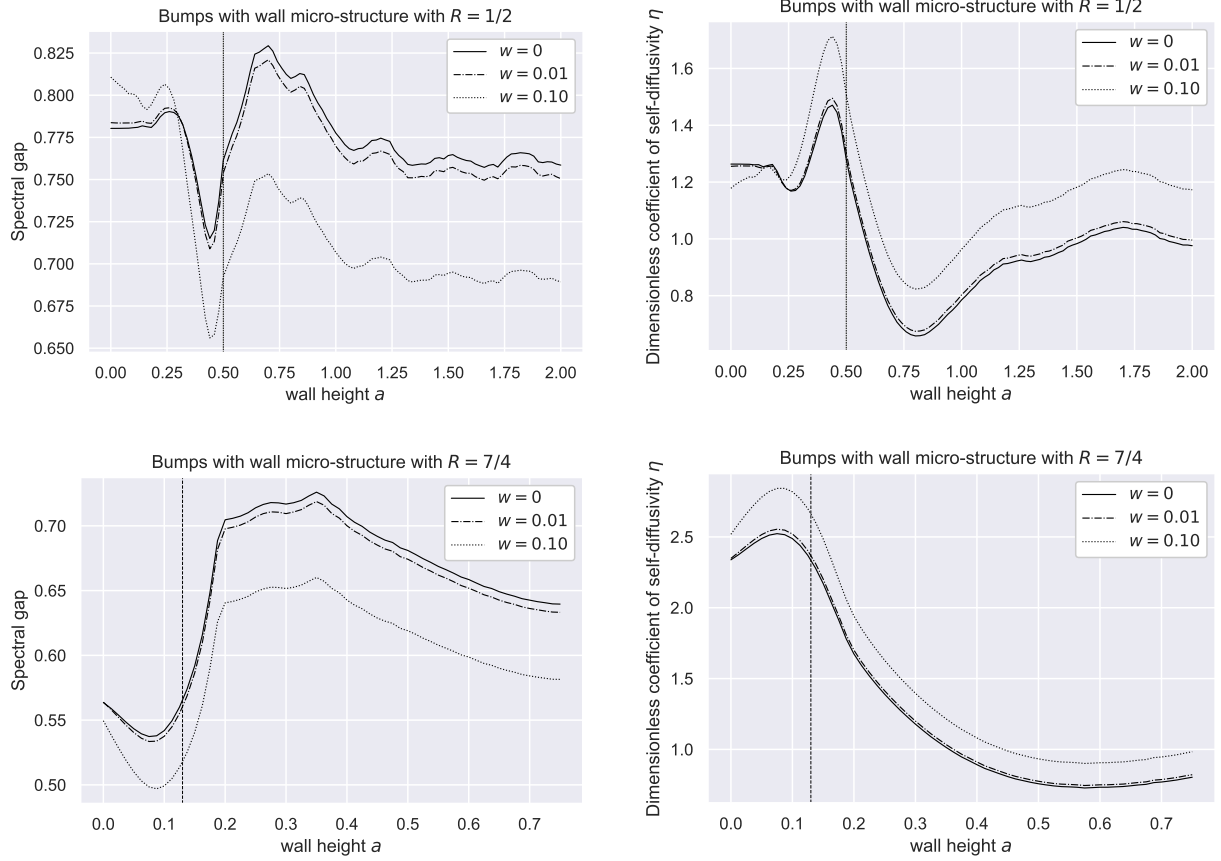 Bumps with wall micro-structure with R = 1/2
w = 0
w = 0.01
w = 0.10
0.825
0.800
0.775
0.750
0.725
0.700
0.675
0.650
Spectral gap
0.00 0.25 0.50 0.75 1.00 1.25 1.50 1.75 2.00
wall height a
Bumps with wall micro-structure with R = 1/2
w = 0
w = 0.01
w = 0.10
1.6
1.4
1.2
1.0
0.8
Dimensionless coefficient of self-diffusivity η
0.00 0.25 0.50 0.75 1.00 1.25 1.50 1.75 2.00
wall height a
Bumps with wall micro-structure with R = 7/4
w = 0
w = 0.01
w = 0.10
0.70
0.65
0.60
0.55
0.50
Spectral gap
0.0 0.1 0.2 0.3 0.4 0.5 0.6 0.7
wall height a
Bumps with wall micro-structure with R = 7/4
w = 0
w = 0.01
w = 0.10
2.5
2.0
1.5
1.0
Dimensionless coefficient of self-diffusivity η
0.0 0.1 0.2 0.3 0.4 0.5 0.6 0.7
wall height a